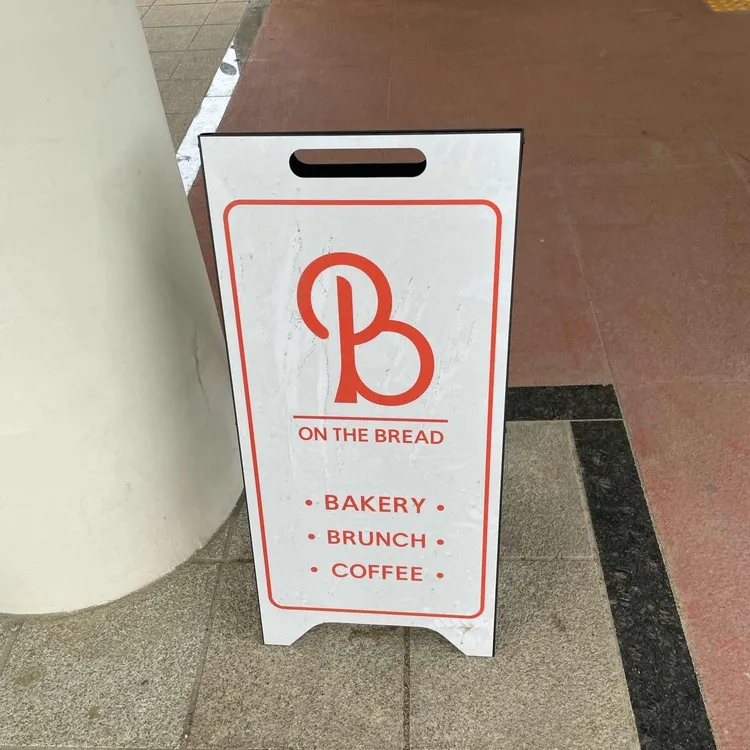 B
ON THE BREAD
• BAKERY •
• BRUNCH •
• COFFEE •